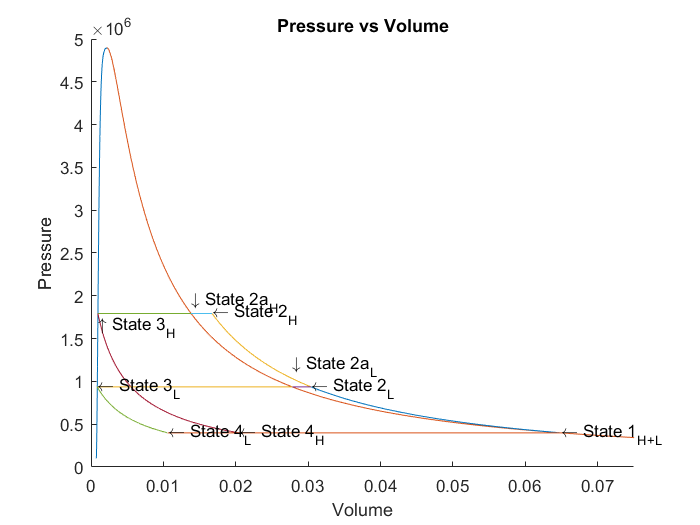 Pressure vs Volume
×10^6
5
4.5
4
3.5
3
2.5
2
1.5
1
0.5
0
Pressure
↓ State 2a_H
← State 2_H
↑ State 3_H
↓ State 2a_L
← State 3_L
← State 2_L
← State 4_L
← State 4_H
← State 1_H+L
0 0.01 0.02 0.03 0.04 0.05 0.06 0.07
Volume